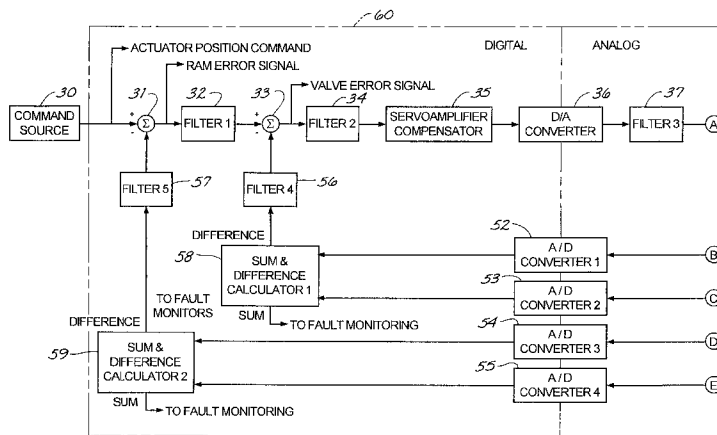 60
ACTUATOR POSITION COMMAND
RAM ERROR SIGNAL
DIGITAL
ANALOG
VALVE ERROR SIGNAL
30
31
32
33
34
35
36
37
COMMAND
SOURCE
+
Σ
-
FILTER 1
+
Σ
-
FILTER 2
SERVOAMPLIFIER
COMPENSATOR
D/A
CONVERTER
FILTER 3
A
FILTER 5
57
FILTER 4
56
DIFFERENCE
58
SUM &
DIFFERENCE
CALCULATOR 1
SUM
TO FAULT MONITORING
52
A / D
CONVERTER 1
B
53
A / D
CONVERTER 2
C
54
A / D
CONVERTER 3
D
55
A / D
CONVERTER 4
E
TO FAULT
MONITORS
DIFFERENCE
59
SUM &
DIFFERENCE
CALCULATOR 2
SUM
TO FAULT MONITORING